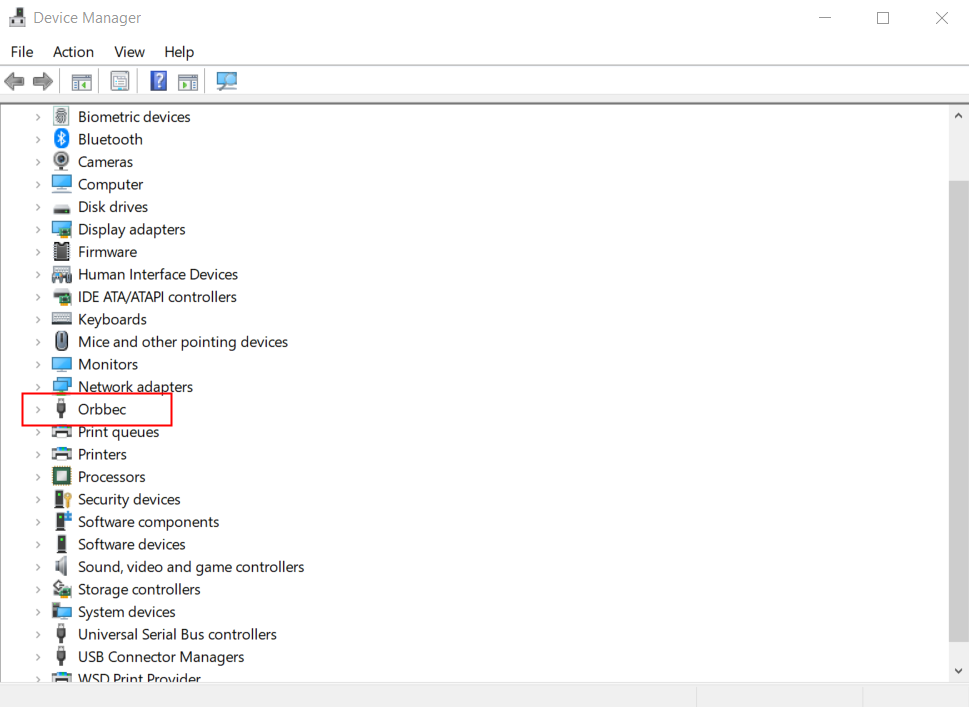 Device Manager
File Action View Help
Biometric devices
Bluetooth
Cameras
Computer
Disk drives
Display adapters
Firmware
Human Interface Devices
IDE ATA/ATAPI controllers
Keyboards
Mice and other pointing devices
Monitors
Network adapters
Orbbec
Print queues
Printers
Processors
Security devices
Software components
Software devices
Sound, video and game controllers
Storage controllers
System devices
Universal Serial Bus controllers
USB Connector Managers
WSD Print Provider